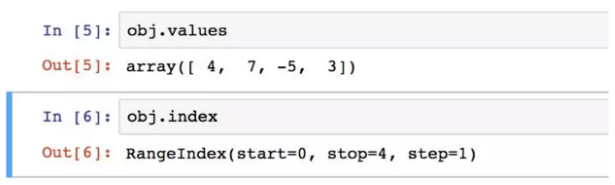 In [5]: obj.values
Out[5]: array([ 4,  7, -5,  3])
In [6]: obj.index
Out[6]: RangeIndex(start=0, stop=4, step=1)